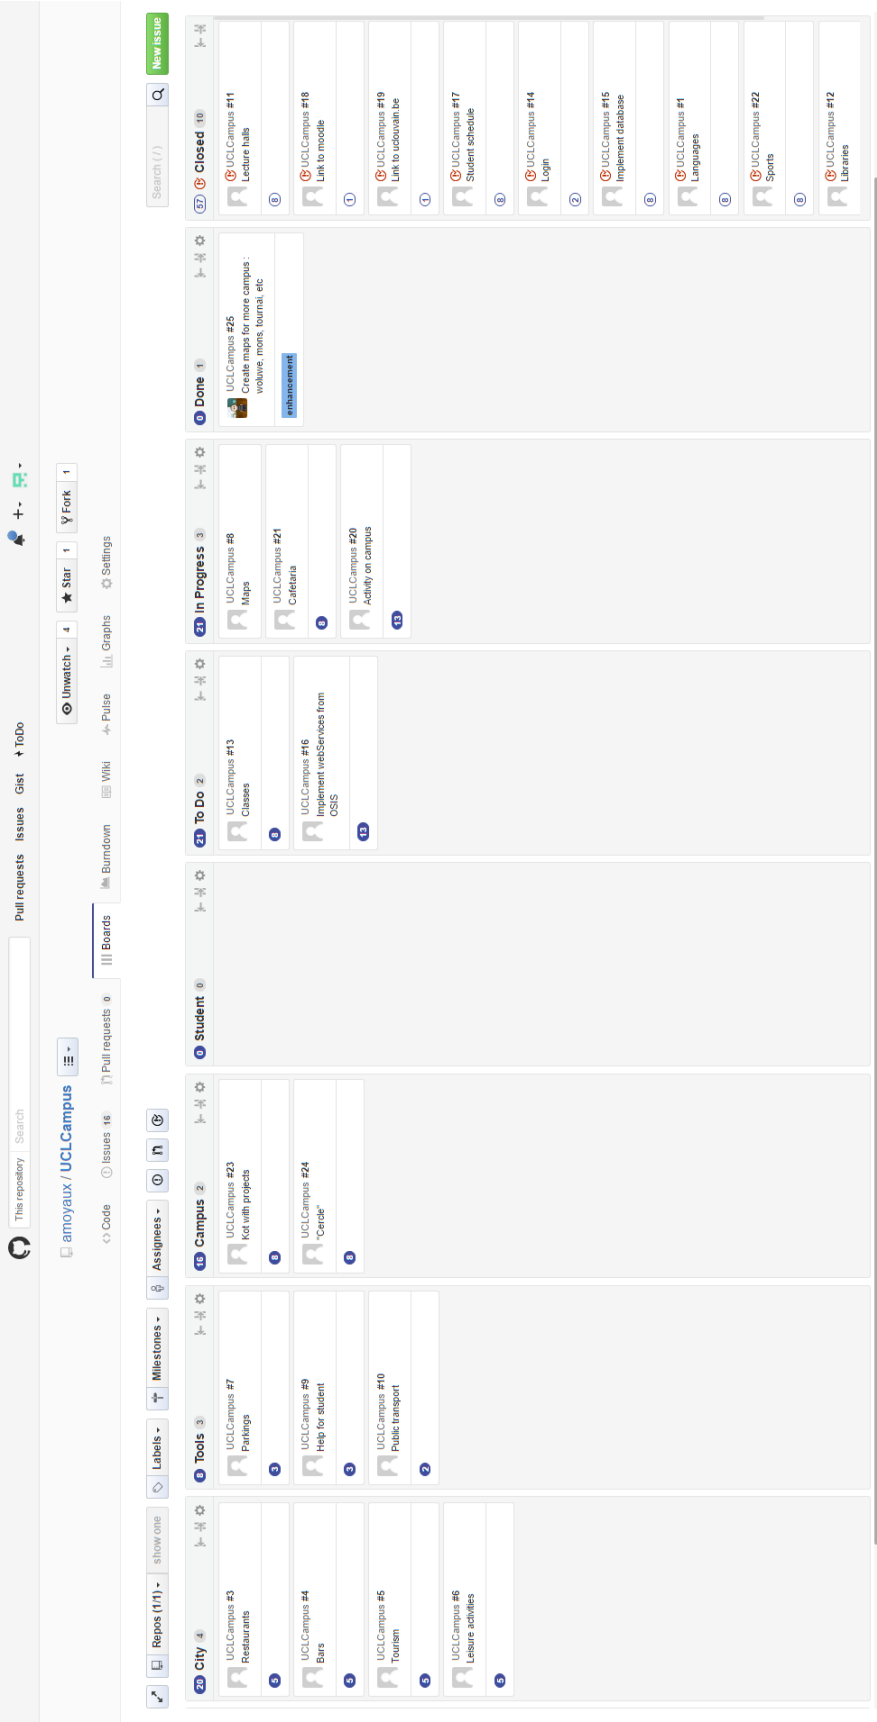 This repository Search Pull requests Issues Gist ToDo
amoyaux / UCLCampus Unwatch 4 Star 1 Fork 1
Code Issues 16 Pull requests 0 Boards Burndown Wiki Pulse Graphs Settings
Repos (1/1) show one Labels Milestones Assignees Search ( / ) New issue
20 City 4
UCLCampus #3
Restaurants
5
UCLCampus #4
Bars
5
UCLCampus #5
Tourism
5
UCLCampus #6
Leisure activities
5
8 Tools 3
UCLCampus #7
Parkings
3
UCLCampus #9
Help for student
3
UCLCampus #10
Public transport
2
16 Campus 2
UCLCampus #23
Kot with projects
8
UCLCampus #24
"Cercle"
8
0 Student 0
21 To Do 2
UCLCampus #13
Classes
8
UCLCampus #16
Implement webServices from
OSIS
13
21 In Progress 3
UCLCampus #8
Maps
UCLCampus #21
Cafetaria
8
UCLCampus #20
Activity on campus
13
0 Done 1
UCLCampus #25
Create maps for more campus :
woluwe, mons, tournai, etc
enhancement
57 Closed 10
UCLCampus #11
Lecture halls
8
UCLCampus #18
Link to moodle
1
UCLCampus #19
Link to uclouvain.be
1
UCLCampus #17
Student schedule
8
UCLCampus #14
Login
2
UCLCampus #15
Implement database
8
UCLCampus #1
Languages
8
UCLCampus #22
Sports
8
UCLCampus #12
Libraries